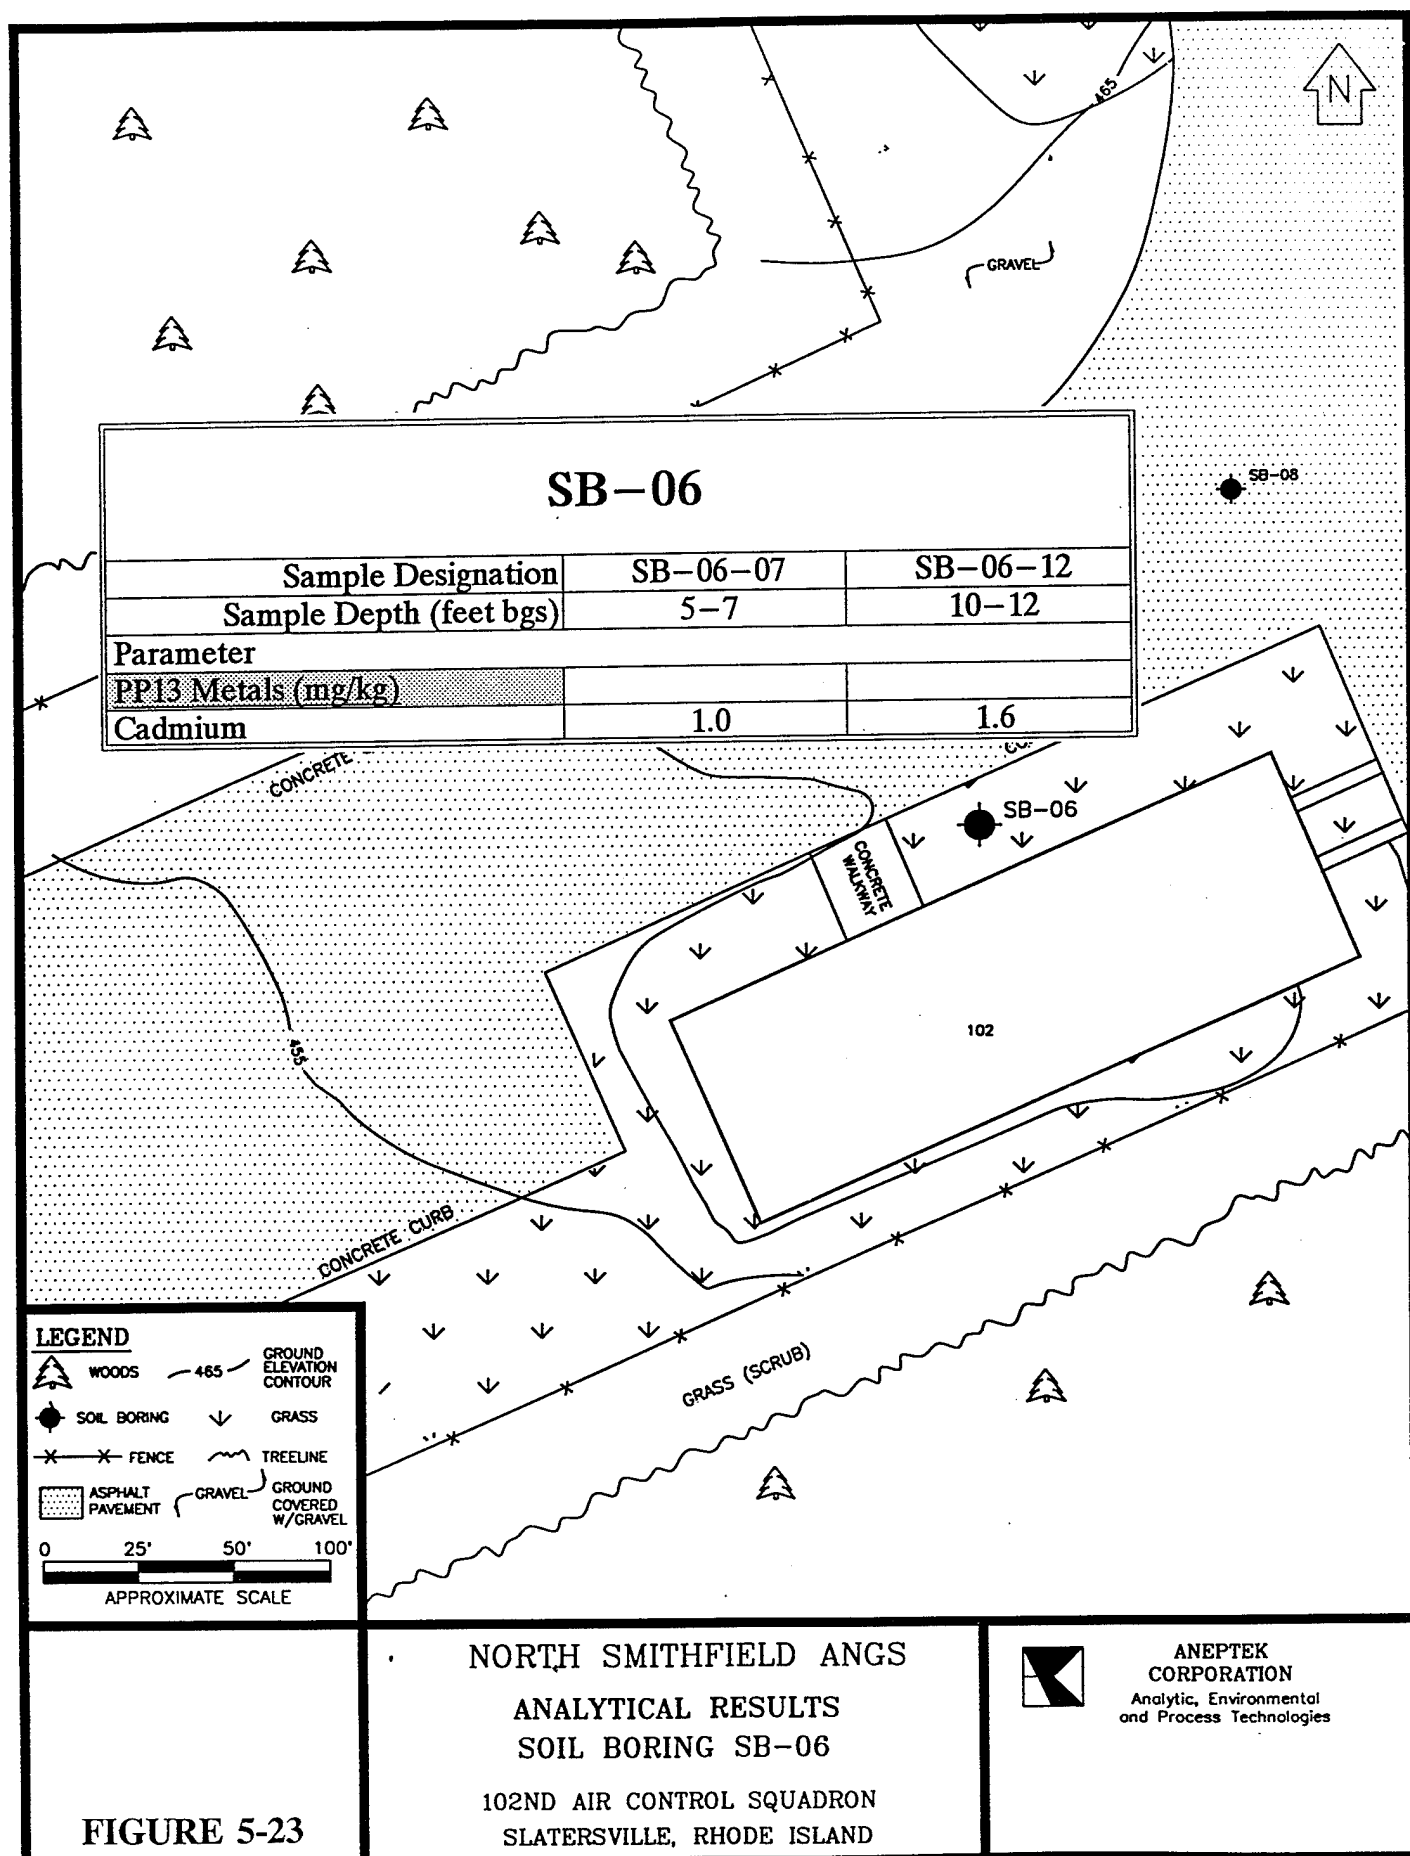 N
465
GRAVEL
SB-08
SB-06
Sample Designation SB-06-07 SB-06-12
Sample Depth (feet bgs) 5-7 10-12
Parameter
PP13 Metals (mg/kg)
Cadmium 1.0 1.6
CONCRETE
SB-06
CONCRETE
WALKWAY
102
455
CONCRETE CURB
GRASS (SCRUB)
LEGEND
WOODS
465
GROUND
ELEVATION
CONTOUR
SOIL BORING
GRASS
FENCE
TREELINE
ASPHALT
PAVEMENT
GRAVEL
GROUND
COVERED
W/GRAVEL
0 25' 50' 100'
APPROXIMATE SCALE
FIGURE 5-23
NORTH SMITHFIELD ANGS
ANALYTICAL RESULTS
SOIL BORING SB-06
102ND AIR CONTROL SQUADRON
SLATERSVILLE, RHODE ISLAND
ANEPTEK
CORPORATION
Analytic, Environmental
and Process Technologies